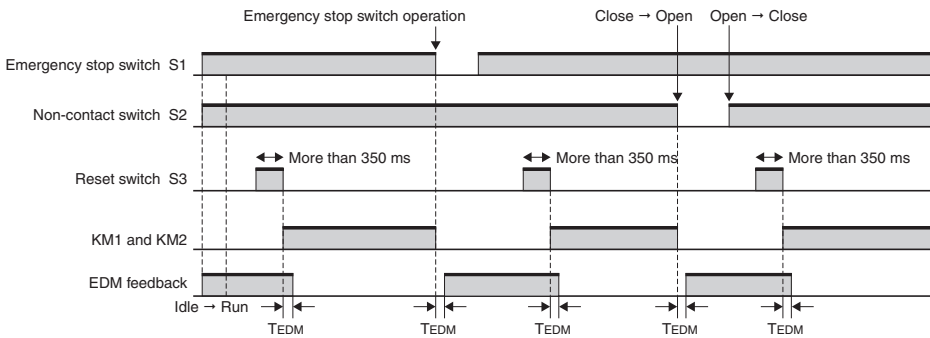 Emergency stop switch operation
Close → Open
Open → Close
Emergency stop switch S1
Non-contact switch S2
More than 350 ms
More than 350 ms
More than 350 ms
Reset switch S3
KM1 and KM2
EDM feedback
Idle → Run
TEDM
TEDM
TEDM
TEDM
TEDM